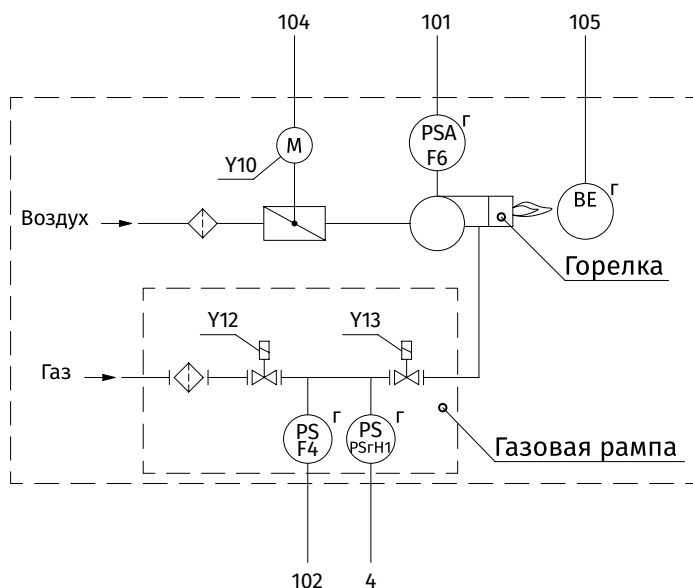 104 101 105
г
PSA
F6
М
Y10
г
BE
Воздух
Горелка
Y12 Y13
Газ
г г
PS PS
F4 PSгН1
Газовая рампа
102 4